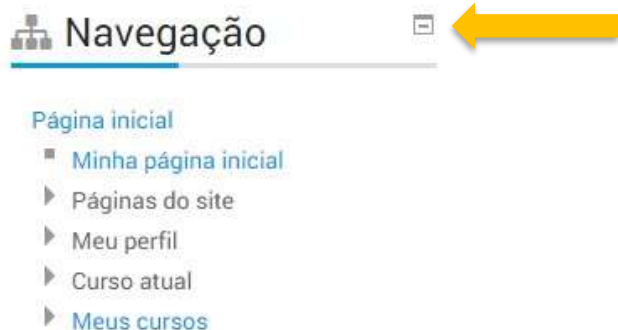 Navegação
Página inicial
Minha página inicial
Páginas do site
Meu perfil
Curso atual
Meus cursos